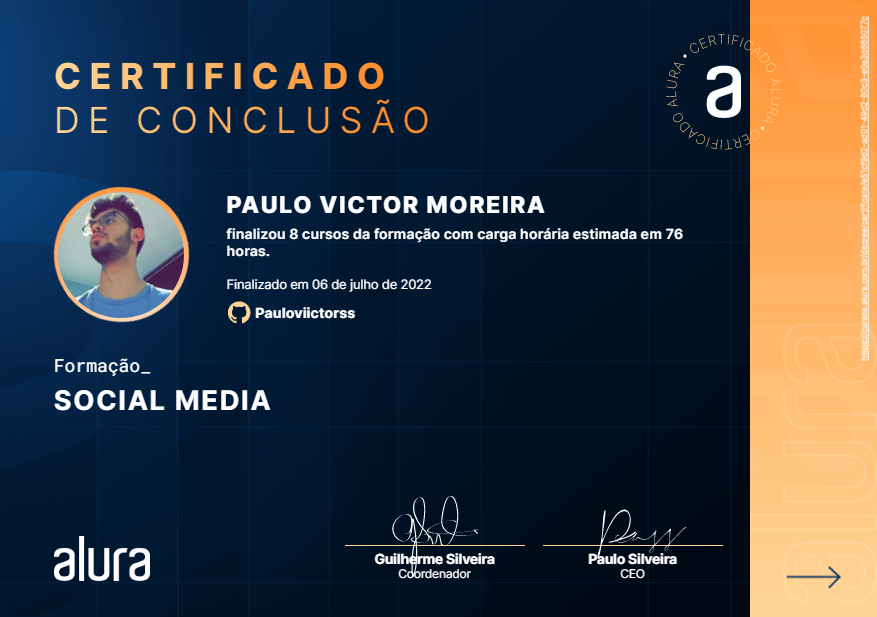 CERTIFICADO
DE CONCLUSÃO
CERTIFICADO ALURA • CERTIFICADO ALURA •
a
PAULO VICTOR MOREIRA
finalizou 8 cursos da formação com carga horária estimada em 76
horas.
Finalizado em 06 de julho de 2022
Pauloviictorss
Formação_
SOCIAL MEDIA
alura
Guilherme Silveira
Coordenador
Paulo Silveira
CEO
alura